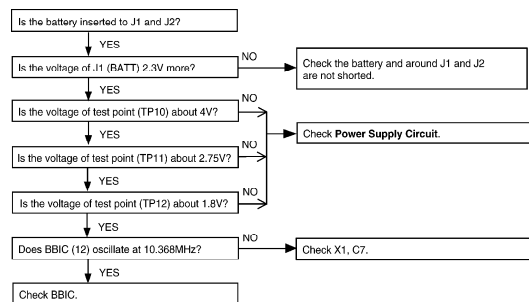 Is the battery inserted to J1 and J2?
YES
Is the voltage of J1 (BATT) 2.3V more?
NO
Check the battery and around J1 and J2
are not shorted.
YES
Is the voltage of test point (TP10) about 4V?
NO
YES
Check Power Supply Circuit.
Is the voltage of test point (TP11) about 2.75V?
NO
YES
Is the voltage of test point (TP12) about 1.8V?
NO
YES
Does BBIC (12) oscillate at 10.368MHz?
NO
Check X1, C7.
YES
Check BBIC.